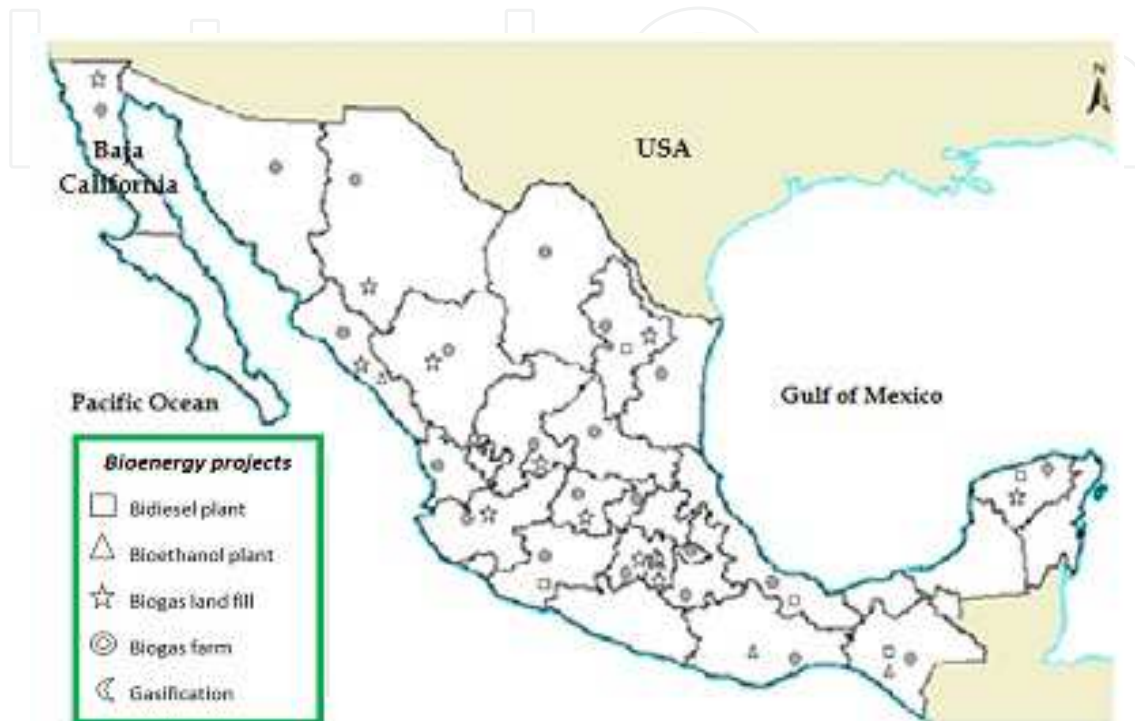 N
USA
Baja
California
Gulf of Mexico
Pacific Ocean
Bioenergy projects
Bidiesel plant
Bioethanol plant
Biogas land fill
Biogas farm
Gasification